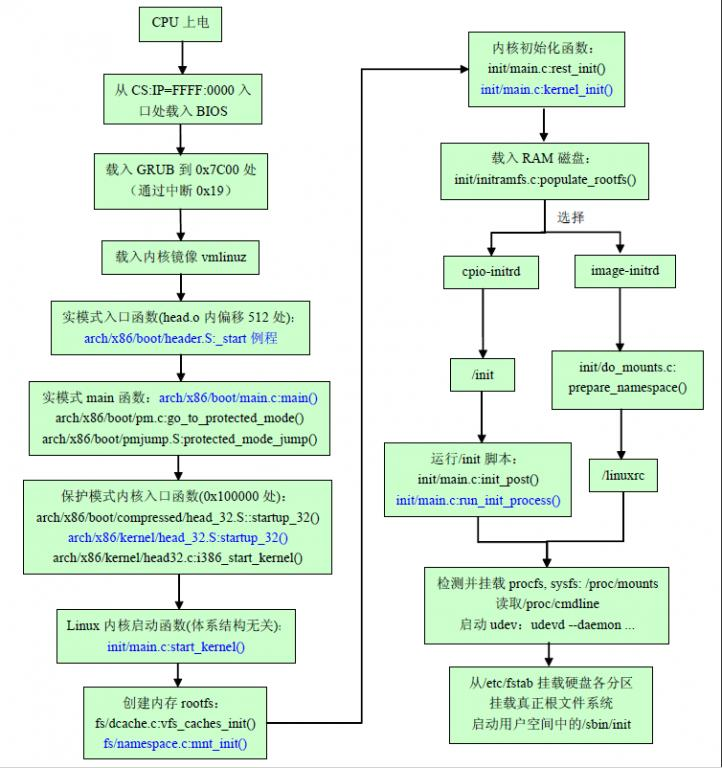 CPU 上电
从 CS:IP=FFFF:0000 入
口处载入 BIOS
载入 GRUB 到 0x7C00 处
（通过中断 0x19）
载入内核镜像 vmlinuz
实模式入口函数(head.o 内偏移 512 处):
arch/x86/boot/header.S:_start 例程
实模式 main 函数：arch/x86/boot/main.c:main()
arch/x86/boot/pm.c:go_to_protected_mode()
arch/x86/boot/pmjump.S:protected_mode_jump()
保护模式内核入口函数(0x100000 处)：
arch/x86/boot/compressed/head_32.S::startup_32()
arch/x86/kernel/head_32.S:startup_32()
arch/x86/kernel/head32.c:i386_start_kernel()
Linux 内核启动函数(体系结构无关):
init/main.c:start_kernel()
创建内存 rootfs：
fs/dcache.c:vfs_caches_init()
fs/namespace.c:mnt_init()
内核初始化函数：
init/main.c:rest_init()
init/main.c:kernel_init()
载入 RAM 磁盘：
init/initramfs.c:populate_rootfs()
选择
cpio-initrd
image-initrd
/init
init/do_mounts.c:
prepare_namespace()
运行/init 脚本：
init/main.c:init_post()
init/main.c:run_init_process()
/linuxrc
检测并挂载 procfs, sysfs: /proc/mounts
读取/proc/cmdline
启动 udev：udevd --daemon ...
从/etc/fstab 挂载硬盘各分区
挂载真正根文件系统
启动用户空间中的/sbin/init